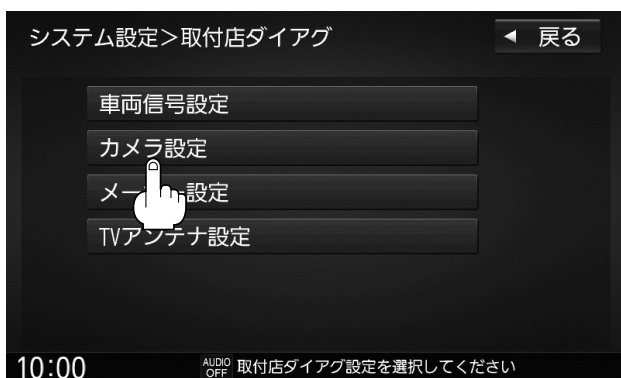 システム設定＞取付店ダイアグ
◀ 戻る
車両信号設定
カメラ設定
メー 設定
TVアンテナ設定
10:00
AUDIO
OFF
取付店ダイアグ設定を選択してください